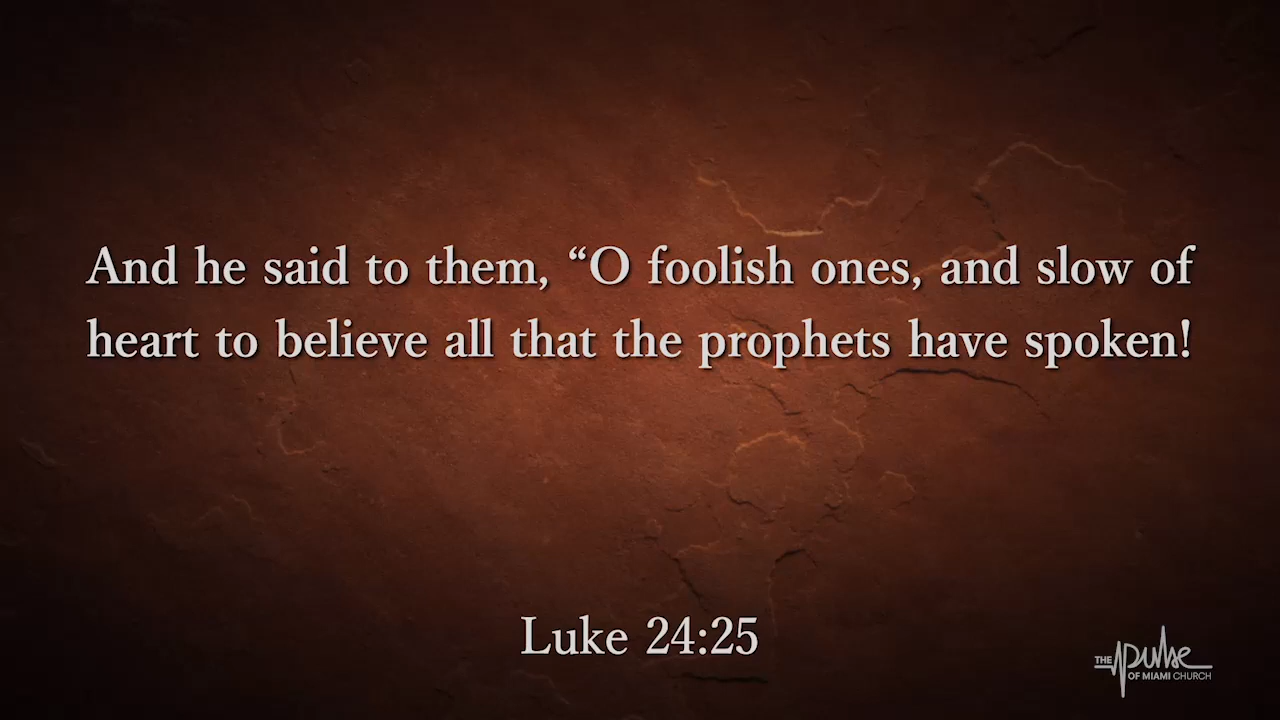 And he said to them, “O foolish ones, and slow of
heart to believe all that the prophets have spoken!
Luke 24:25
THE pulse
OF MIAMI CHURCH